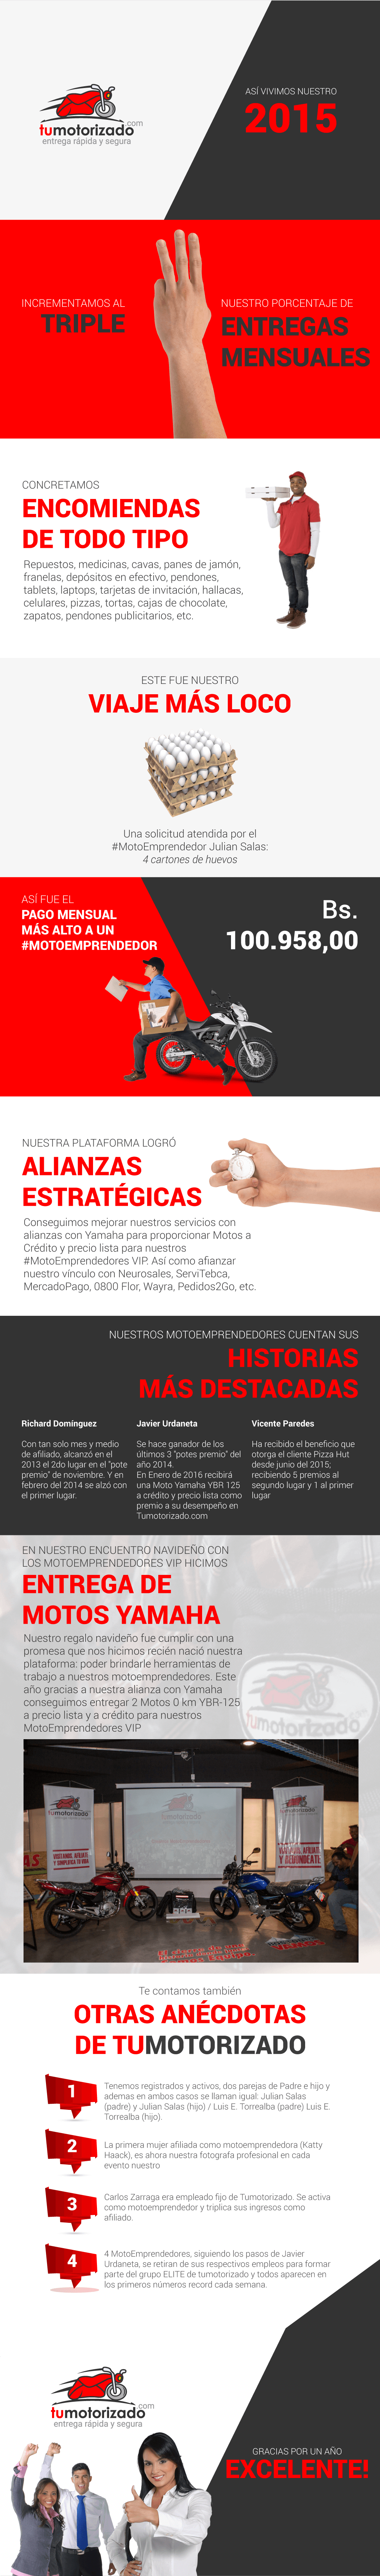 tumotorizado.com
entrega rápida y segura
ASÍ VIVIMOS NUESTRO
2015
INCREMENTAMOS AL
TRIPLE
NUESTRO PORCENTAJE DE
ENTREGAS
MENSUALES
CONCRETAMOS
ENCOMIENDAS
DE TODO TIPO
Repuestos, medicinas, cavas, panes de jamón,
franelas, depósitos en efectivo, pendones,
tablets, laptops, tarjetas de invitación, hallacas,
celulares, pizzas, tortas, cajas de chocolate,
zapatos, pendones publicitarios, etc.
ESTE FUE NUESTRO
VIAJE MÁS LOCO
Una solicitud atendida por el
#MotoEmprendedor Julian Salas:
4 cartones de huevos
ASÍ FUE EL
PAGO MENSUAL
MÁS ALTO A UN
#MOTOEMPRENDEDOR
Bs.
100.958,00
NUESTRA PLATAFORMA LOGRÓ
ALIANZAS
ESTRATÉGICAS
Conseguimos mejorar nuestros servicios con
alianzas con Yamaha para proporcionar Motos a
Crédito y precio lista para nuestros
#MotoEmprendedores VIP. Así como afianzar
nuestro vínculo con Neurosales, ServiTebca,
MercadoPago, 0800 Flor, Wayra, Pedidos2Go, etc.
NUESTROS MOTOEMPRENDEDORES CUENTAN SUS
HISTORIAS
MÁS DESTACADAS
Richard Domínguez
Con tan solo mes y medio
de afiliado, alcanzó en el
2013 el 2do lugar en el "pote
premio" de noviembre. Y en
febrero del 2014 se alzó con
el primer lugar.
Javier Urdaneta
Se hace ganador de los
últimos 3 "potes premio" del
año 2014.
En Enero de 2016 recibirá
una Moto Yamaha YBR 125
a crédito y precio lista como
premio a su desempeño en
Tumotorizado.com
Vicente Paredes
Ha recibido el beneficio que
otorga el cliente Pizza Hut
desde junio del 2015;
recibiendo 5 premios al
segundo lugar y 1 al primer
lugar
EN NUESTRO ENCUENTRO NAVIDEÑO CON
LOS MOTOEMPRENDEDORES VIP HICIMOS
ENTREGA DE
MOTOS YAMAHA
Nuestro regalo navideño fue cumplir con una
promesa que nos hicimos recién nació nuestra
plataforma: poder brindarle herramientas de
trabajo a nuestros motoemprendedores. Este
año gracias a nuestra alianza con Yamaha
conseguimos entregar 2 Motos 0 km YBR-125
a precio lista y a crédito para nuestros
MotoEmprendedores VIP
tumotorizado
tumotorizado
tumotorizado
tumotorizado
VISÍTANOS, AFÍLIATE
Y SIMPLIFICA TU VIDA
Te contamos también
OTRAS ANÉCDOTAS
DE TUMOTORIZADO
1
Tenemos registrados y activos, dos parejas de Padre e hijo y
ademas en ambos casos se llaman igual: Julian Salas
(padre) y Julian Salas (hijo) / Luis E. Torrealba (padre) Luis E.
Torrealba (hijo).
2
La primera mujer afiliada como motoemprendedora (Katty
Haack), es ahora nuestra fotografa profesional en cada
evento nuestro
3
Carlos Zarraga era empleado fijo de Tumotorizado. Se activa
como motoemprendedor y triplica sus ingresos como
afiliado.
4
4 MotoEmprendedores, siguiendo los pasos de Javier
Urdaneta, se retiran de sus respectivos empleos para formar
parte del grupo ELITE de tumotorizado y todos aparecen en
los primeros números record cada semana.
tumotorizado.com
entrega rápida y segura
GRACIAS POR UN AÑO
EXCELENTE!